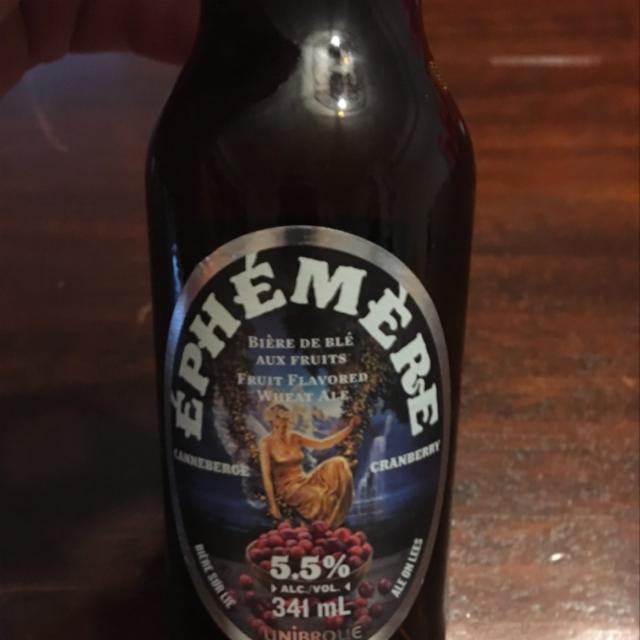 ÉPHÉMÈRE
BIÈRE DE BLÉ
AUX FRUITS
FRUIT FLAVORED
WHEAT ALE
CANNEBERGE
CRANBERRY
5.5%
ALC./VOL.
341 mL
BIÈRE SUR LIE
ALE ON LEES
UNIBROUE